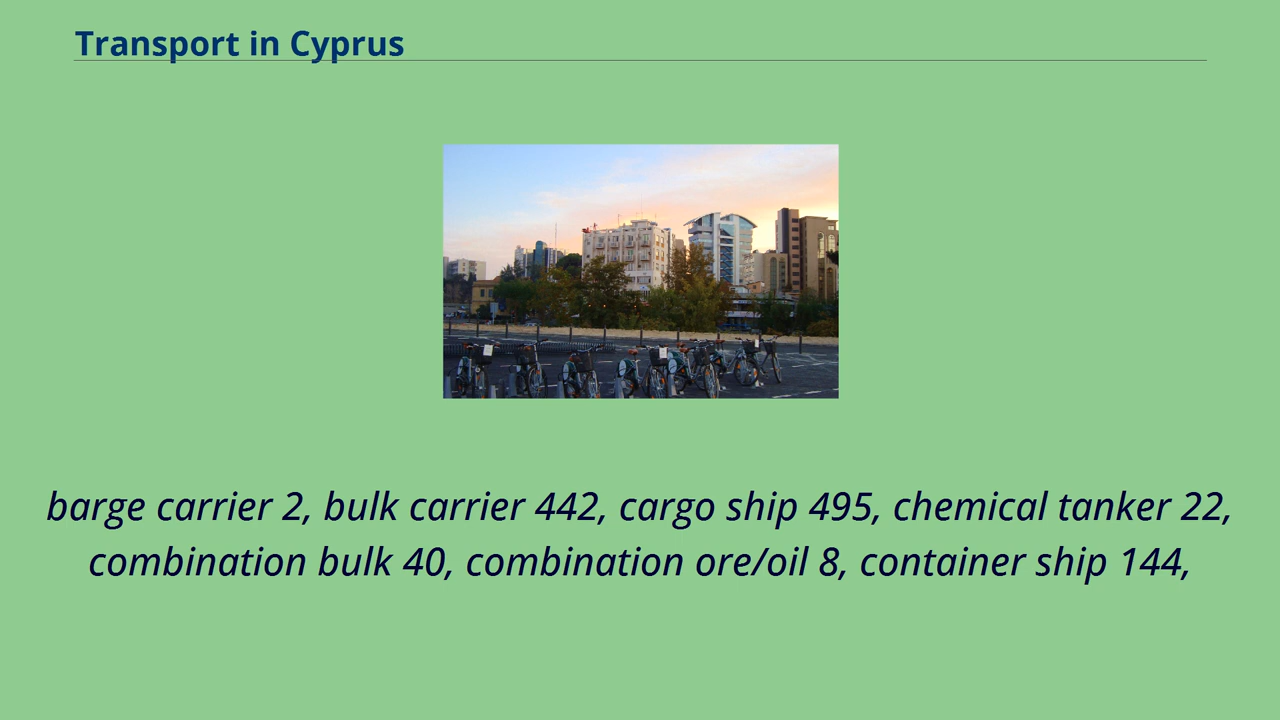 Transport in Cyprus
barge carrier 2, bulk carrier 442, cargo ship 495, chemical tanker 22,
combination bulk 40, combination ore/oil 8, container ship 144,